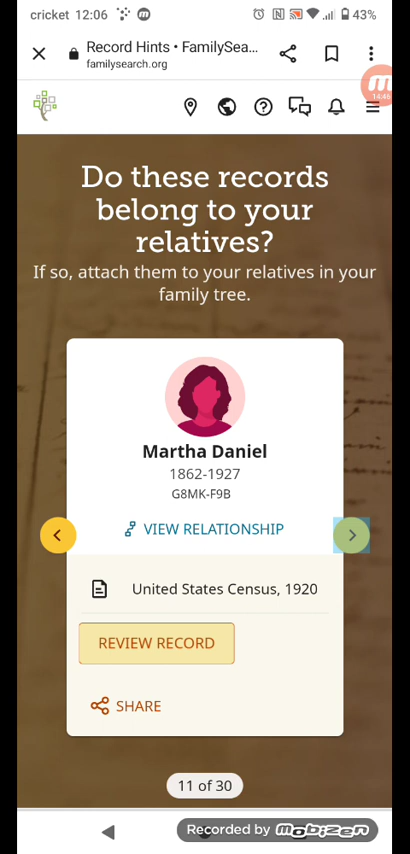 cricket 12:06
43%
Record Hints • FamilySea...
familysearch.org
14:46
Do these records
belong to your
relatives?
If so, attach them to your relatives in your
family tree.
Martha Daniel
1862-1927
G8MK-F9B
VIEW RELATIONSHIP
United States Census, 1920
REVIEW RECORD
SHARE
11 of 30
Recorded by mobizen